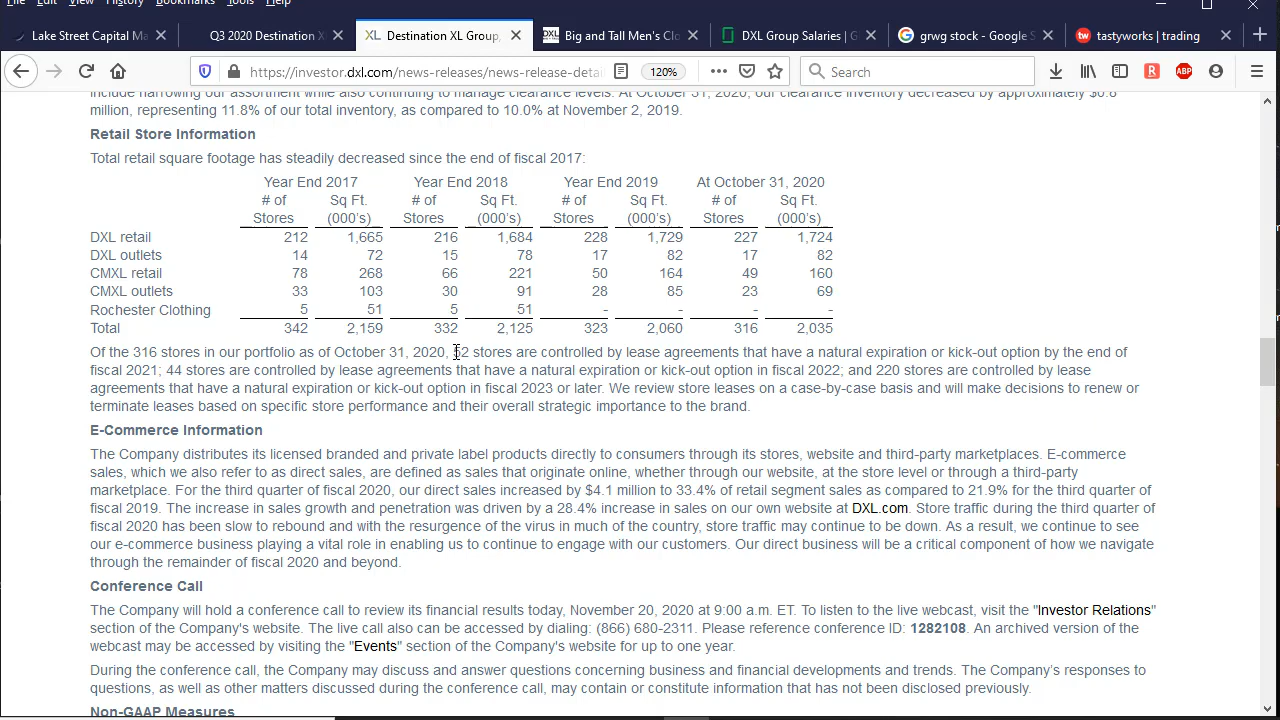 File Edit View History Bookmarks Tools Help
Lake Street Capital Ma
Q3 2020 Destination X
XL Destination XL Group,
DXL Big and Tall Men's Clo
DXL Group Salaries | G
G grwg stock - Google S
tw tastyworks | trading
https://investor.dxl.com/news-releases/news-release-detai
120%
Search
R
ABP
include narrowing our assortment while also continuing to manage clearance levels. At October 31, 2020, our clearance inventory decreased by approximately $0.6
million, representing 11.8% of our total inventory, as compared to 10.0% at November 2, 2019.
Retail Store Information
Total retail square footage has steadily decreased since the end of fiscal 2017:
Year End 2017 Year End 2018 Year End 2019 At October 31, 2020
# of Sq Ft. # of Sq Ft. # of Sq Ft. # of Sq Ft.
Stores (000's) Stores (000's) Stores (000's) Stores (000's)
DXL retail 212 1,665 216 1,684 228 1,729 227 1,724
DXL outlets 14 72 15 78 17 82 17 82
CMXL retail 78 268 66 221 50 164 49 160
CMXL outlets 33 103 30 91 28 85 23 69
Rochester Clothing 5 51 5 51 - - - -
Total 342 2,159 332 2,125 323 2,060 316 2,035
Of the 316 stores in our portfolio as of October 31, 2020, 52 stores are controlled by lease agreements that have a natural expiration or kick-out option by the end of
fiscal 2021; 44 stores are controlled by lease agreements that have a natural expiration or kick-out option in fiscal 2022; and 220 stores are controlled by lease
agreements that have a natural expiration or kick-out option in fiscal 2023 or later. We review store leases on a case-by-case basis and will make decisions to renew or
terminate leases based on specific store performance and their overall strategic importance to the brand.
E-Commerce Information
The Company distributes its licensed branded and private label products directly to consumers through its stores, website and third-party marketplaces. E-commerce
sales, which we also refer to as direct sales, are defined as sales that originate online, whether through our website, at the store level or through a third-party
marketplace. For the third quarter of fiscal 2020, our direct sales increased by $4.1 million to 33.4% of retail segment sales as compared to 21.9% for the third quarter of
fiscal 2019. The increase in sales growth and penetration was driven by a 28.4% increase in sales on our own website at DXL.com. Store traffic during the third quarter of
fiscal 2020 has been slow to rebound and with the resurgence of the virus in much of the country, store traffic may continue to be down. As a result, we continue to see
our e-commerce business playing a vital role in enabling us to continue to engage with our customers. Our direct business will be a critical component of how we navigate
through the remainder of fiscal 2020 and beyond.
Conference Call
The Company will hold a conference call to review its financial results today, November 20, 2020 at 9:00 a.m. ET. To listen to the live webcast, visit the "Investor Relations"
section of the Company's website. The live call also can be accessed by dialing: (866) 680-2311. Please reference conference ID: 1282108. An archived version of the
webcast may be accessed by visiting the "Events" section of the Company's website for up to one year.
During the conference call, the Company may discuss and answer questions concerning business and financial developments and trends. The Company's responses to
questions, as well as other matters discussed during the conference call, may contain or constitute information that has not been disclosed previously.
Non-GAAP Measures